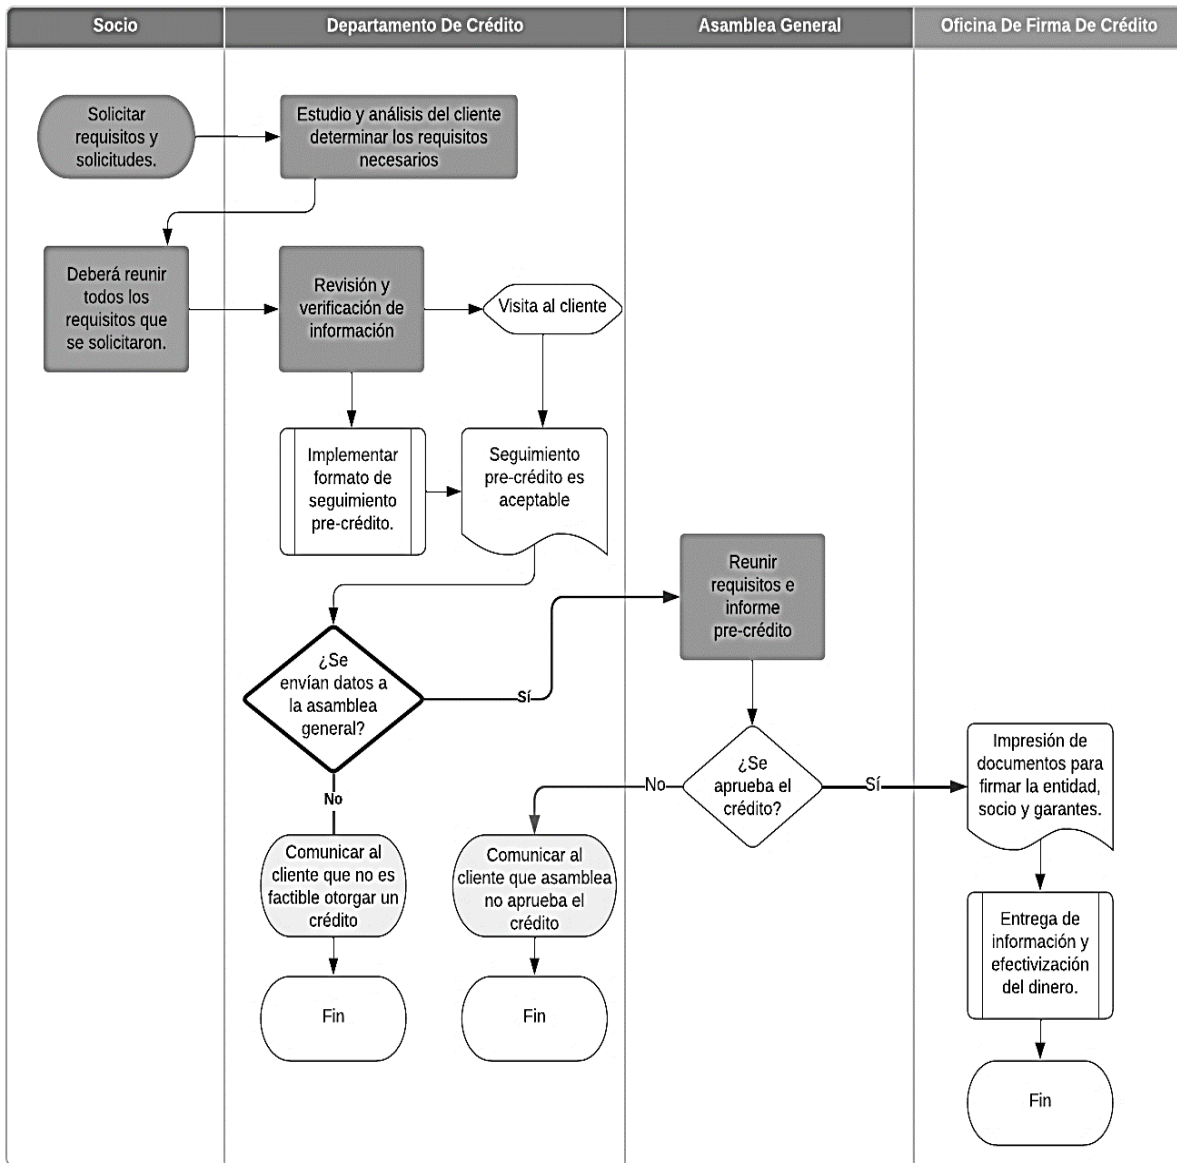 Socio
Departamento De Crédito
Asamblea General
Oficina De Firma De Crédito
Solicitar
requisitos y
solicitudes.
Estudio y análisis del cliente
determinar los requisitos
necesarios
Deberá reunir
todos los
requisitos que
se solicitaron.
Revisión y
verificación de
información
Visita al cliente
Implementar
formato de
seguimiento
pre-crédito.
Seguimiento
pre-crédito es
aceptable
Reunir
requisitos e
informe
pre-crédito
¿Se
envían datos a
la asamblea
general?
Sí
No
¿Se
aprueba el
crédito?
No
Sí
Impresión de
documentos para
firmar la entidad,
socio y garantes.
Comunicar al
cliente que no es
factible otorgar un
crédito
Comunicar al
cliente que asamblea
no aprueba el
crédito
Entrega de
información y
efectivización
del dinero.
Fin
Fin
Fin